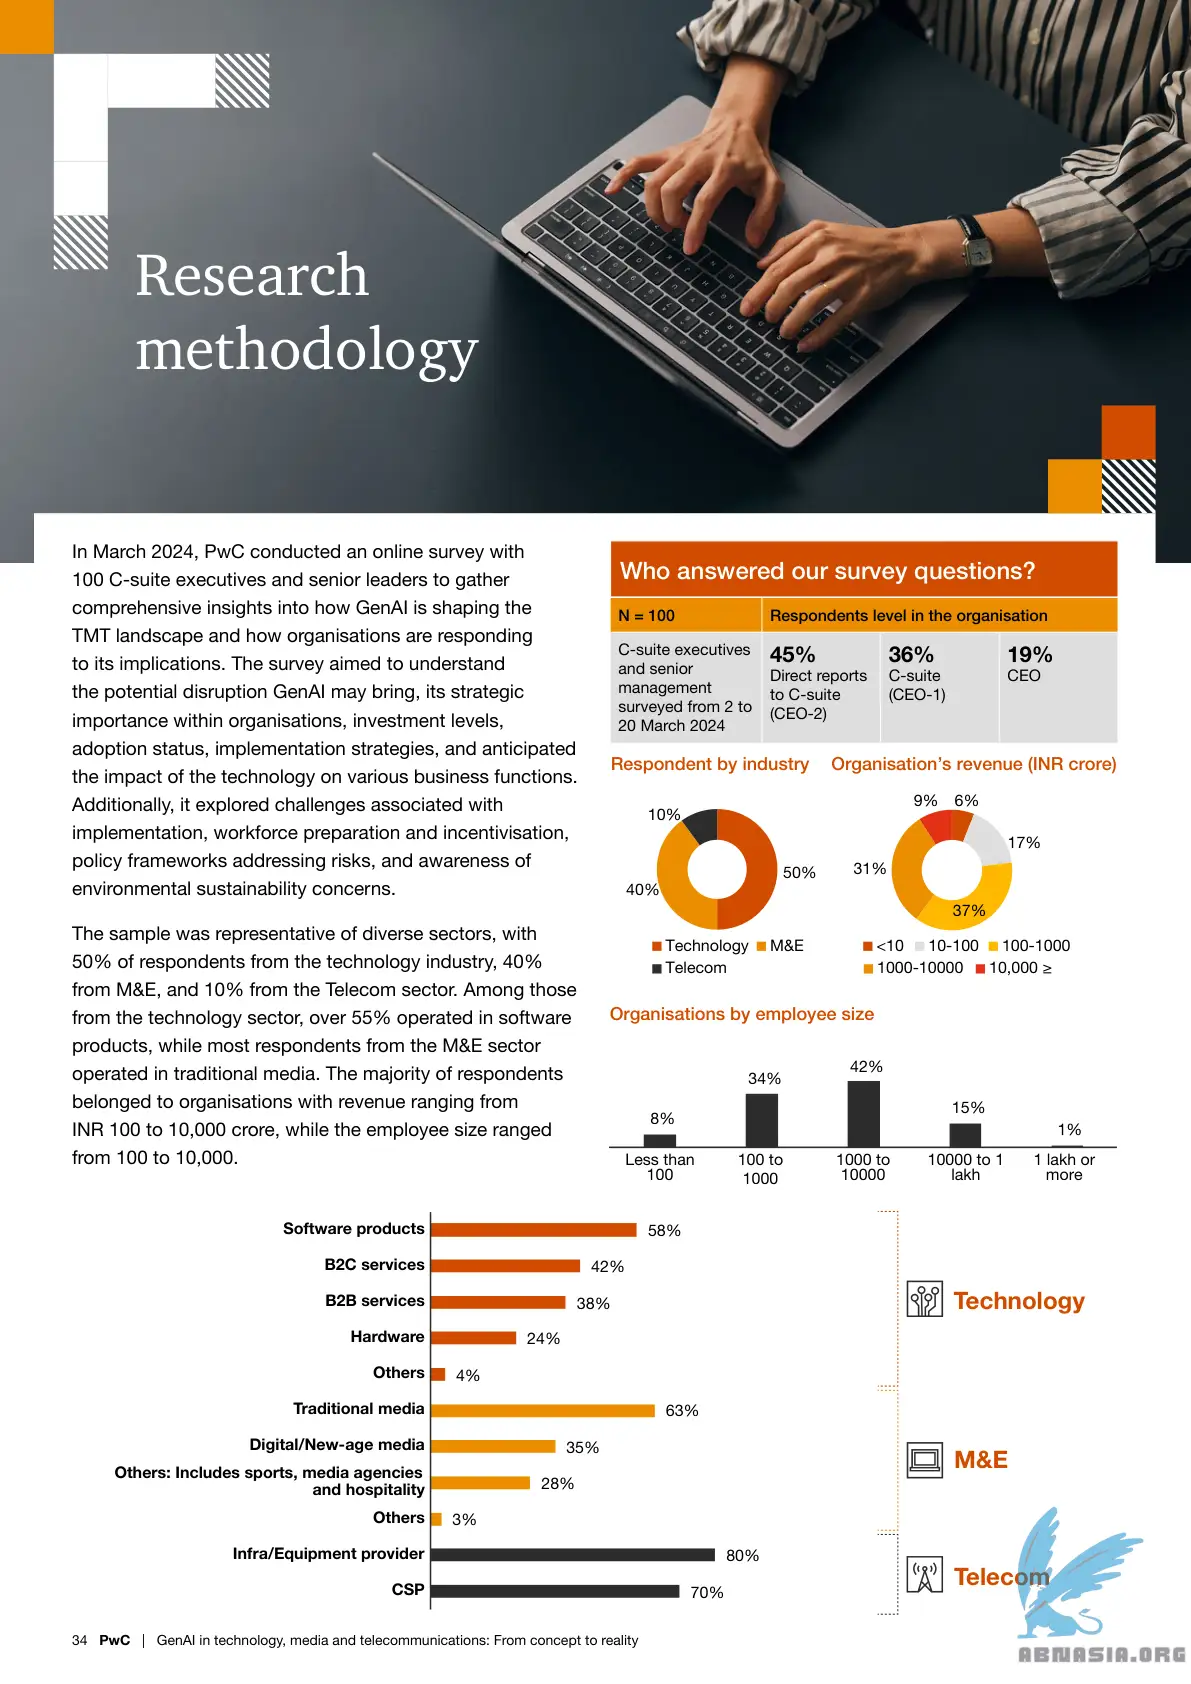 Research
methodology
In March 2024, PwC conducted an online survey with
100 C-suite executives and senior leaders to gather
comprehensive insights into how GenAI is shaping the
TMT landscape and how organisations are responding
to its implications. The survey aimed to understand
the potential disruption GenAI may bring, its strategic
importance within organisations, investment levels,
adoption status, implementation strategies, and anticipated
the impact of the technology on various business functions.
Additionally, it explored challenges associated with
implementation, workforce preparation and incentivisation,
policy frameworks addressing risks, and awareness of
environmental sustainability concerns.
The sample was representative of diverse sectors, with
50% of respondents from the technology industry, 40%
from M&E, and 10% from the Telecom sector. Among those
from the technology sector, over 55% operated in software
products, while most respondents from the M&E sector
operated in traditional media. The majority of respondents
belonged to organisations with revenue ranging from
INR 100 to 10,000 crore, while the employee size ranged
from 100 to 10,000.
Who answered our survey questions?
N = 100
Respondents level in the organisation
C-suite executives
and senior
management
surveyed from 2 to
20 March 2024
45%
Direct reports
to C-suite
(CEO-2)
36%
C-suite
(CEO-1)
19%
CEO
Respondent by industry
10%
40%
50%
Technology M&E
Telecom
Organisation's revenue (INR crore)
9% 6%
17%
31%
37%
<10 10-100 100-1000
1000-10000 10,000 ≥
Organisations by employee size
8%
34%
42%
15%
1%
Less than
100
100 to
1000
1000 to
10000
10000 to 1
lakh
1 lakh or
more
Software products 58%
B2C services 42%
B2B services 38%
Hardware 24%
Others 4%
Technology
Traditional media 63%
Digital/New-age media 35%
Others: Includes sports, media agencies
and hospitality 28%
Others 3%
M&E
Infra/Equipment provider 80%
CSP 70%
Telecom
34 PwC | GenAI in technology, media and telecommunications: From concept to reality
ABNASIA.ORG